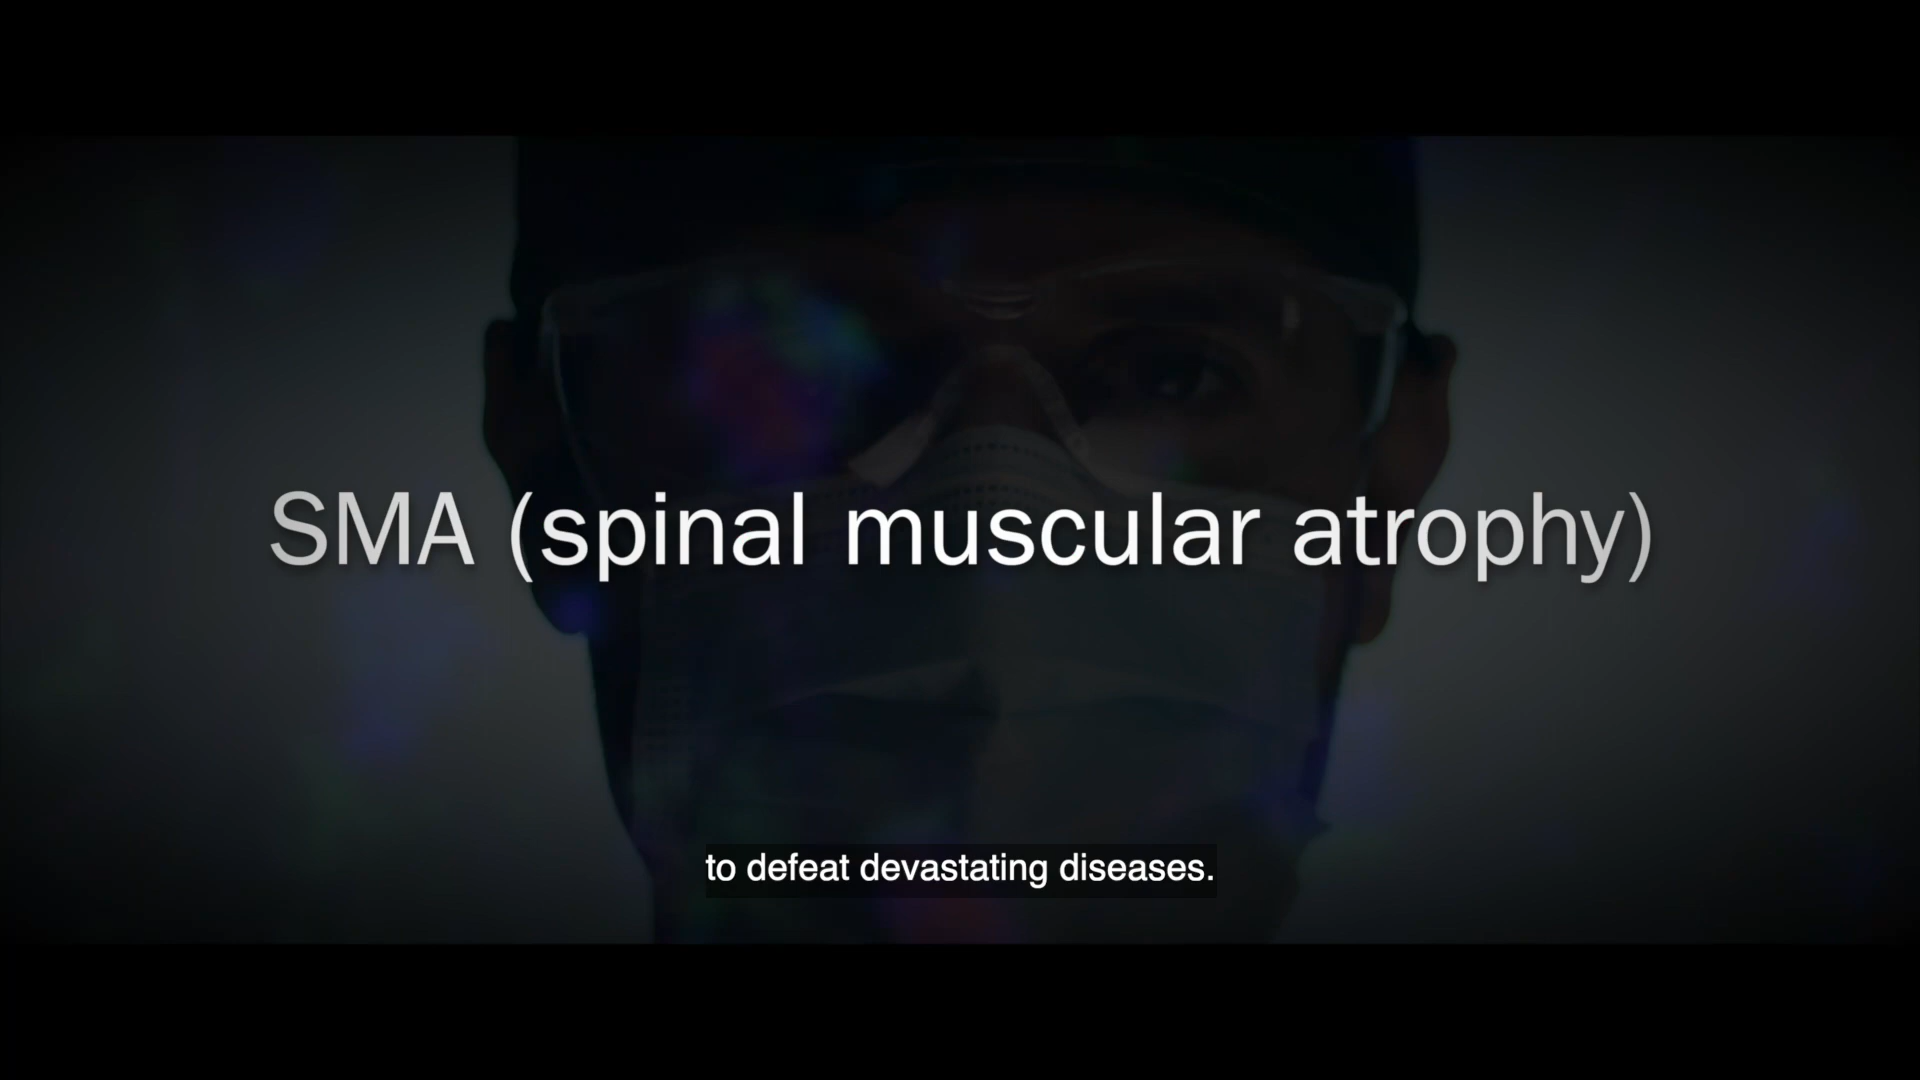 SMA (spinal muscular atrophy)
to defeat devastating diseases.